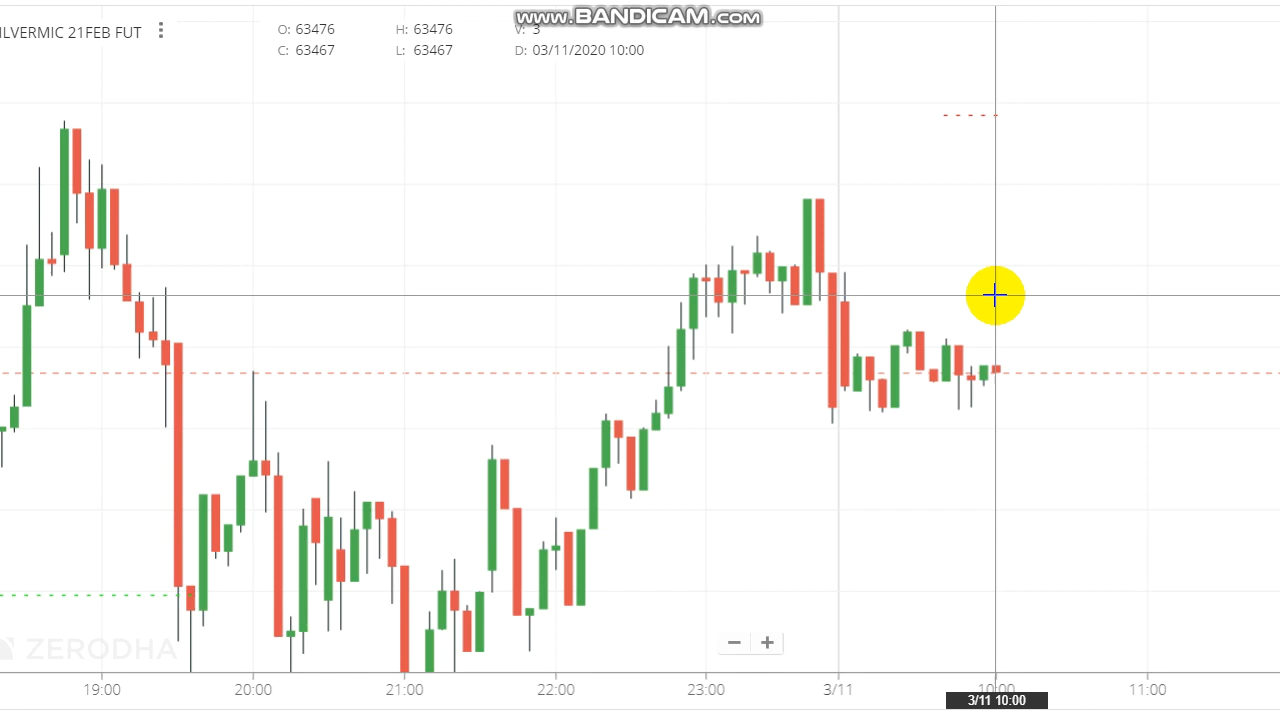 www.BANDICAM.com
ILVERMIC 21FEB FUT
O: 63476 H: 63476 V: 3
C: 63467 L: 63467 D: 03/11/2020 10:00
ZERODHA
19:00 20:00 21:00 22:00 23:00 3/11 10:00 11:00
3/11 10:00